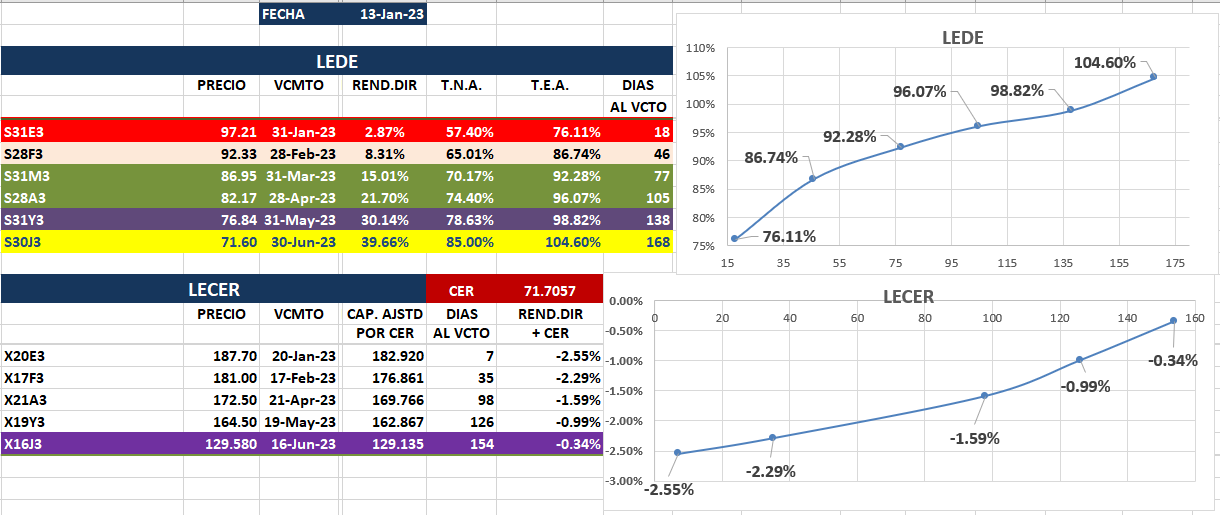 FECHA 13-Jan-23
LEDE
PRECIO VCMTO REND.DIR T.N.A. T.E.A. DIAS
AL VCTO
S31E3 97.21 31-Jan-23 2.87% 57.40% 76.11% 18
S28F3 92.33 28-Feb-23 8.31% 65.01% 86.74% 46
S31M3 86.95 31-Mar-23 15.01% 70.17% 92.28% 77
S28A3 82.17 28-Apr-23 21.70% 74.40% 96.07% 105
S31Y3 76.84 31-May-23 30.14% 78.63% 98.82% 138
S30J3 71.60 30-Jun-23 39.66% 85.00% 104.60% 168
LEDE
110%
105%
100%
95%
90%
85%
80%
75%
104.60%
96.07%
98.82%
92.28%
86.74%
76.11%
15 35 55 75 95 115 135 155 175
LECER CER 71.7057
PRECIO VCMTO CAP. AJSTD DIAS REND.DIR
POR CER AL VCTO + CER
X20E3 187.70 20-Jan-23 182.920 7 -2.55%
X17F3 181.00 17-Feb-23 176.861 35 -2.29%
X21A3 172.50 21-Apr-23 169.766 98 -1.59%
X19Y3 164.50 19-May-23 162.867 126 -0.99%
X16J3 129.580 16-Jun-23 129.135 154 -0.34%
LECER
0.00%
0 20 40 60 80 100 120 140 160
-0.50%
-1.00%
-1.50%
-2.00%
-2.50%
-3.00%
-0.34%
-0.99%
-1.59%
-2.29%
-2.55%